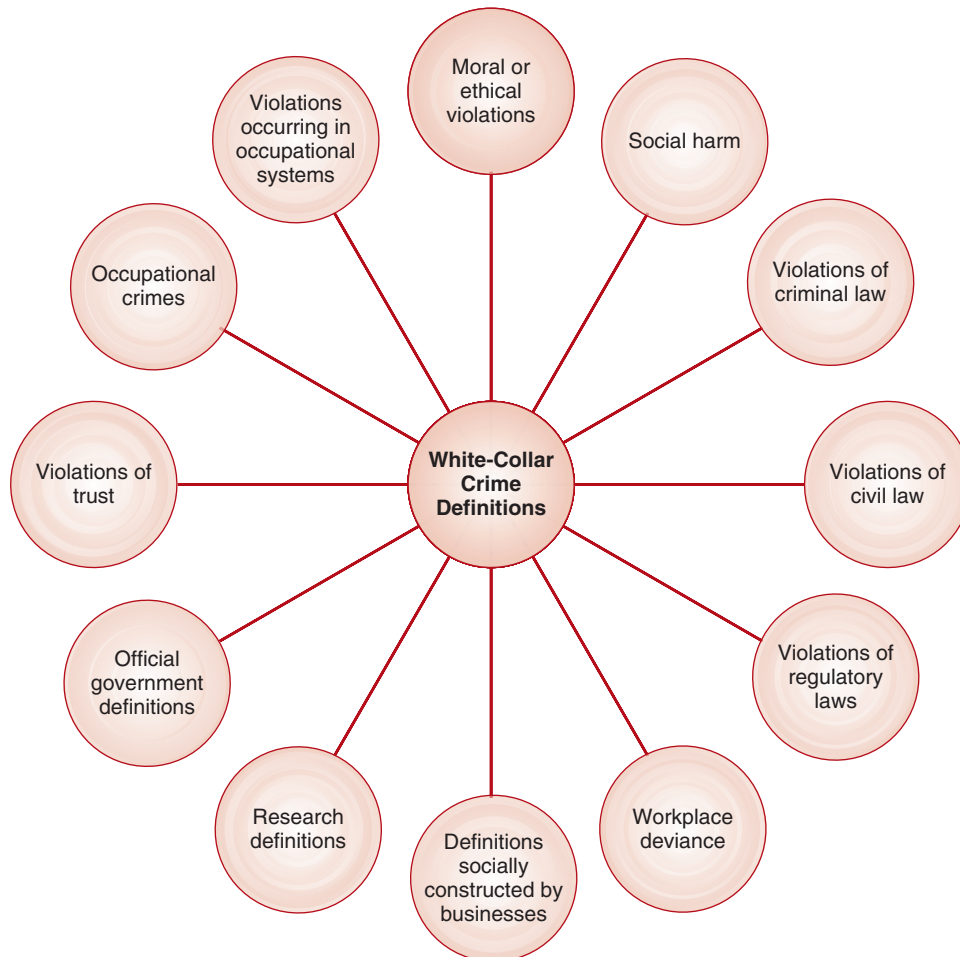 Moral or
ethical
violations
Social harm
Violations of
criminal law
Violations of
civil law
Violations of
regulatory
laws
Workplace
deviance
Definitions
socially
constructed by
businesses
Research
definitions
Official
government
definitions
Violations of
trust
Occupational
crimes
Violations
occurring in
occupational
systems
White-Collar
Crime
Definitions